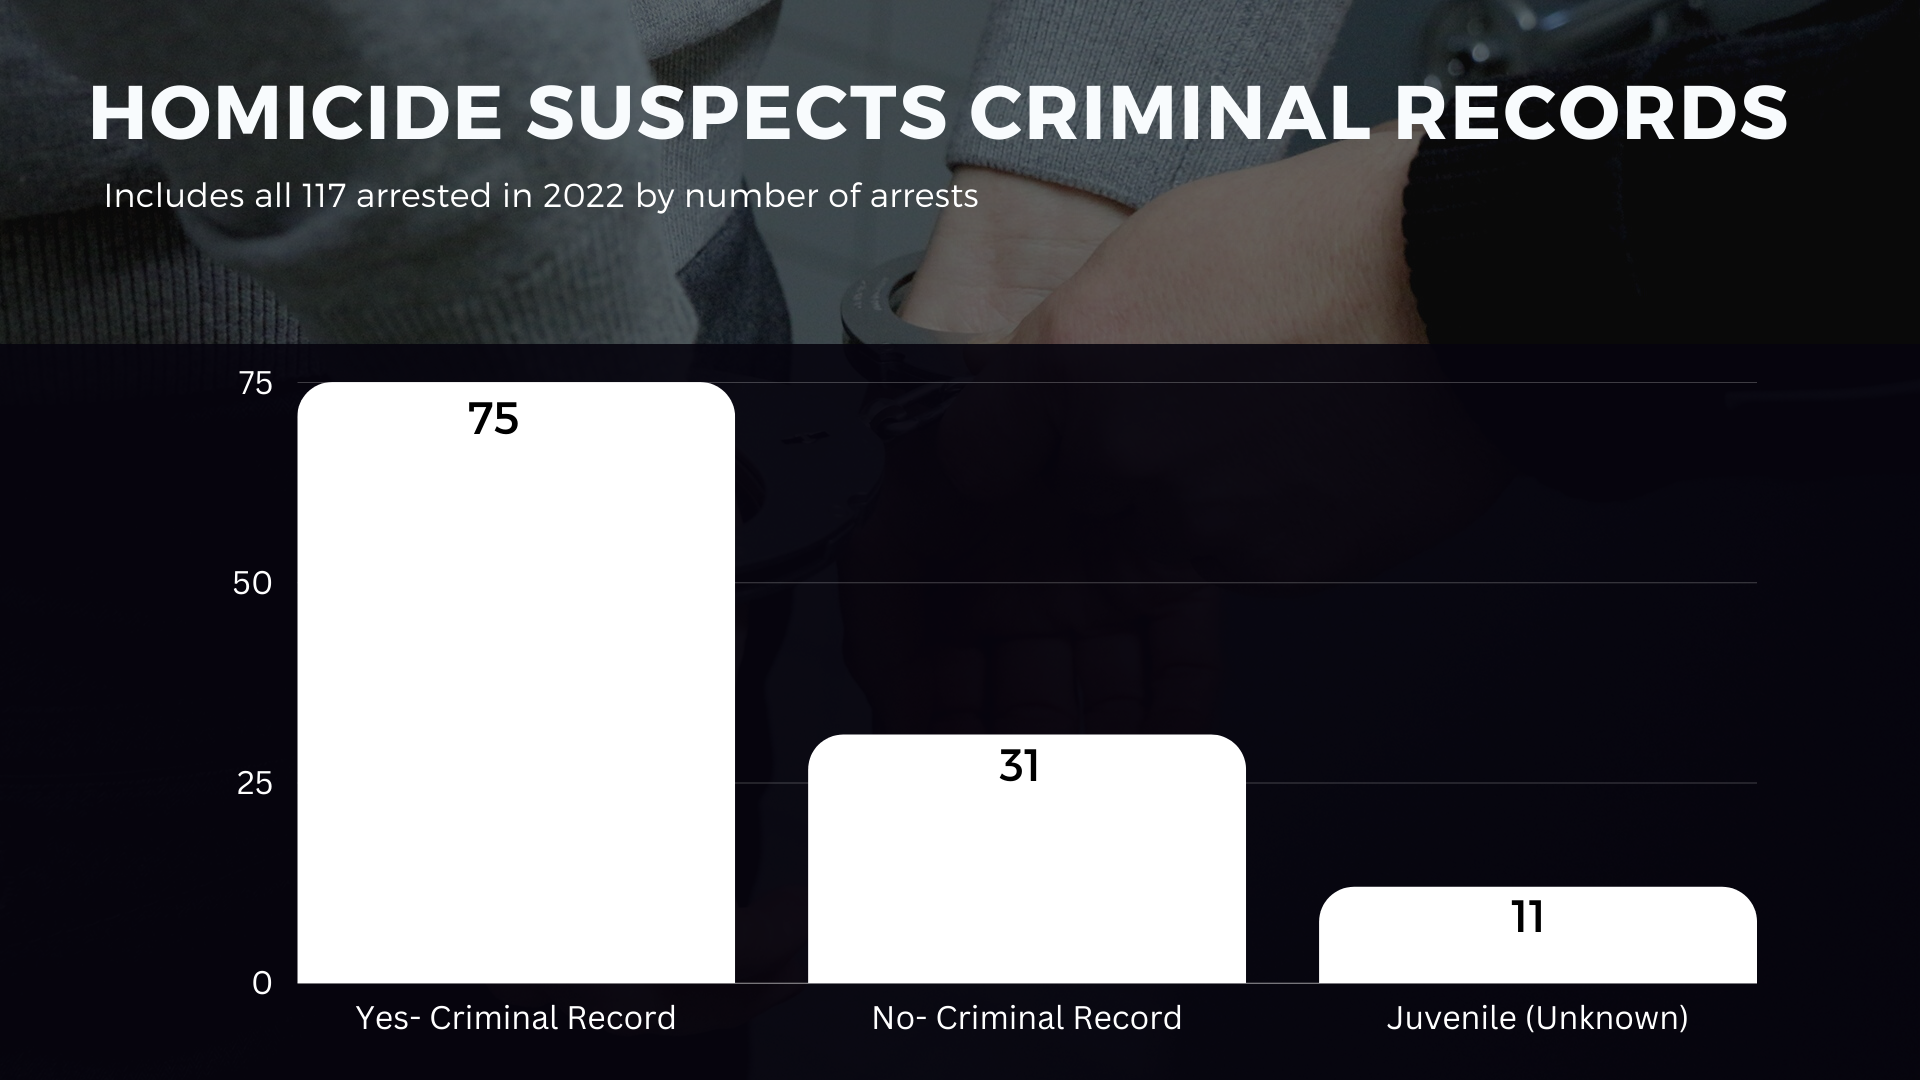 HOMICIDE SUSPECTS CRIMINAL RECORDS
Includes all 117 arrested in 2022 by number of arrests
75
75
50
31
25
11
0
Yes- Criminal Record
No- Criminal Record
Juvenile (Unknown)